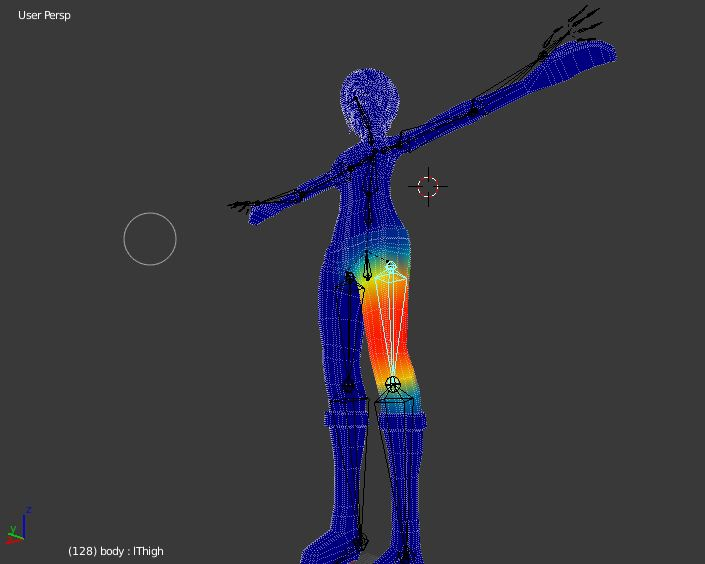 User Persp
z
y
(128) body : lThigh